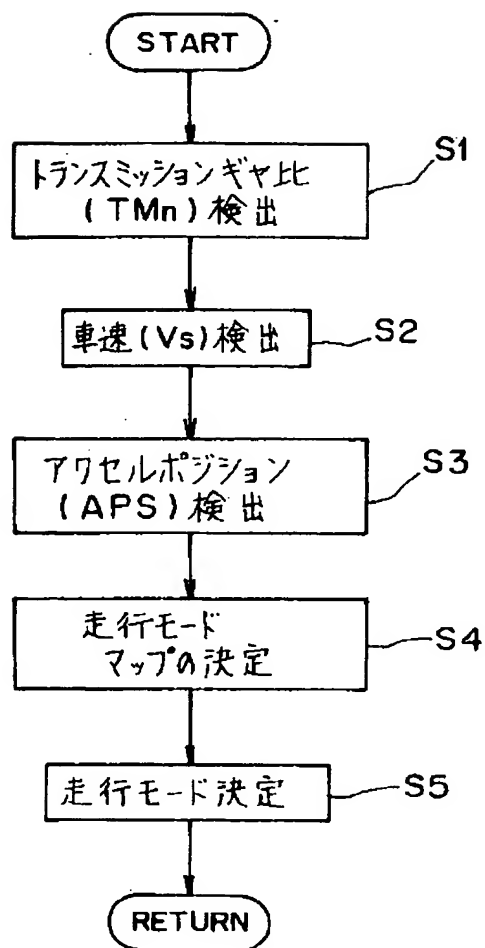 START
トランスミッションギャ比
(TMn)検出
S1
車速(Vs)検出
S2
アクセルポジション
(APS)検出
S3
走行モード
マップの決定
S4
走行モード決定
S5
RETURN